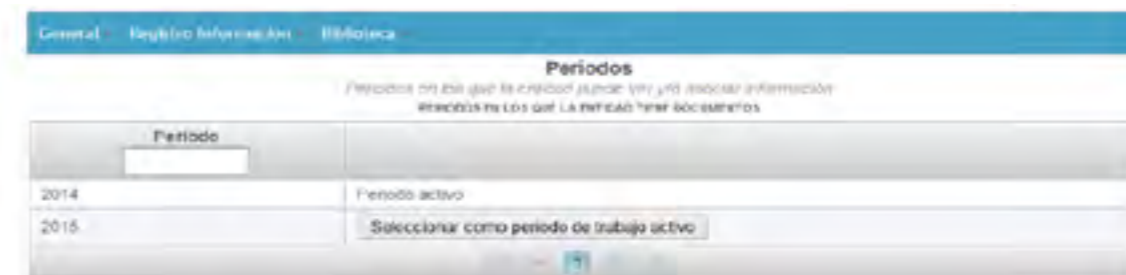 General Registro Información Biblioteca
Periodos
Periodos en los que la entidad puede ver y/o asociar información
PERIODOS EN LOS QUE LA ENTIDAD TIENE DOCUMENTOS
Periodo
2014 Periodo activo
2015 Seleccionar como periodo de trabajo activo
1